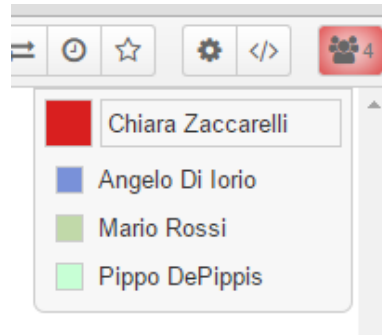 4
Chiara Zaccarelli
Angelo Di Iorio
Mario Rossi
Pippo DePippis